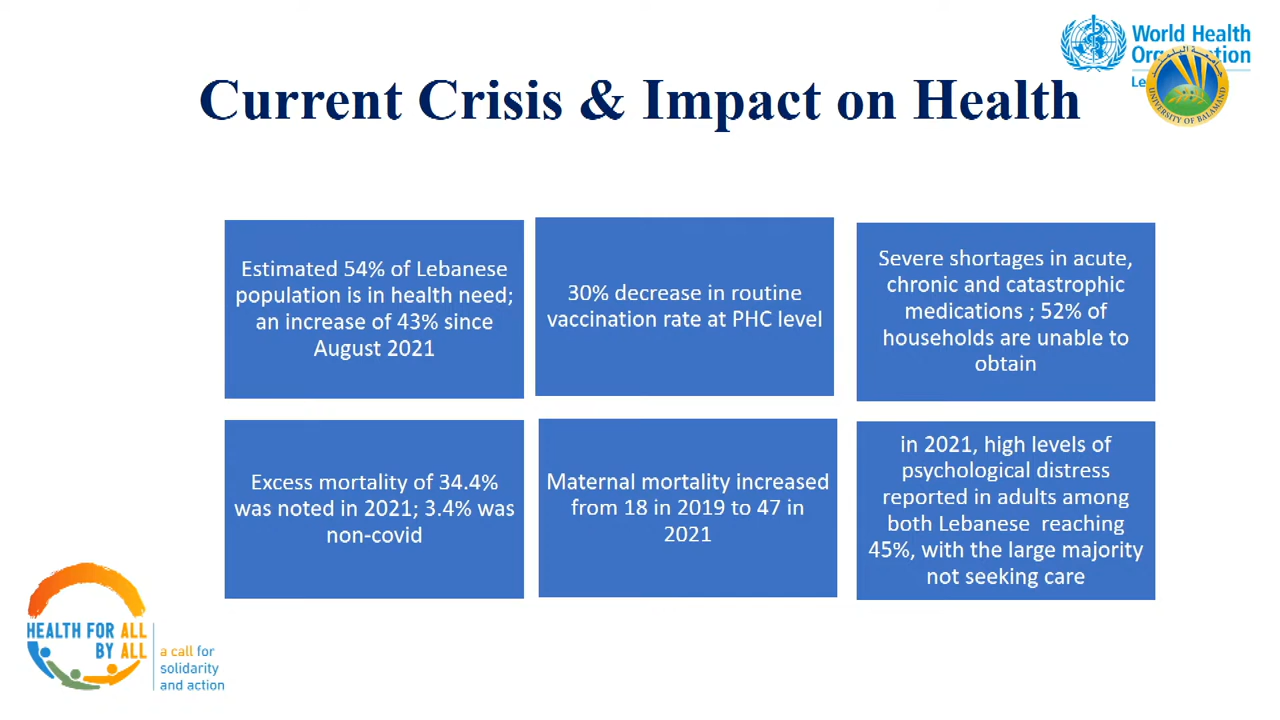 World Health
Current Crisis & Impact on Health
UNIVERSITY OF BALAMAND
Estimated 54% of Lebanese
population is in health need;
an increase of 43% since
August 2021
30% decrease in routine
vaccination rate at PHC level
Severe shortages in acute,
chronic and catastrophic
medications ; 52% of
households are unable to
obtain
Excess mortality of 34.4%
was noted in 2021; 3.4% was
non-covid
Maternal mortality increased
from 18 in 2019 to 47 in
2021
in 2021, high levels of
psychological distress
reported in adults among
both Lebanese reaching
45%, with the large majority
not seeking care
HEALTH FOR ALL
BY ALL
a call for
solidarity
and action